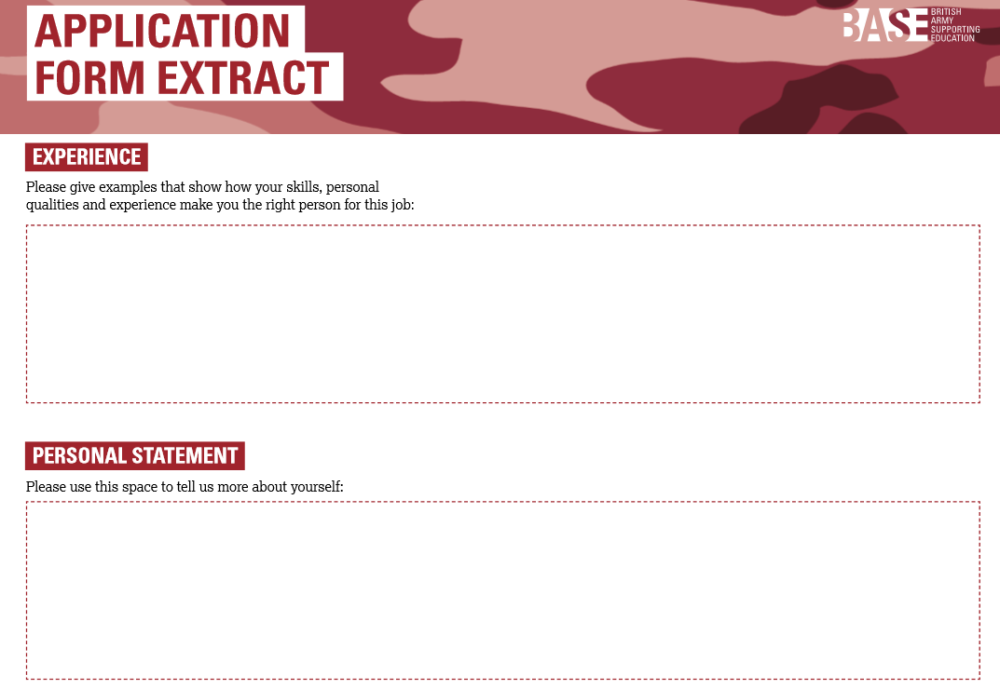 APPLICATION
FORM EXTRACT
BASE
BRITISH
ARMY
SUPPORTING
EDUCATION
EXPERIENCE
Please give examples that show how your skills, personal
qualities and experience make you the right person for this job:
PERSONAL STATEMENT
Please use this space to tell us more about yourself: